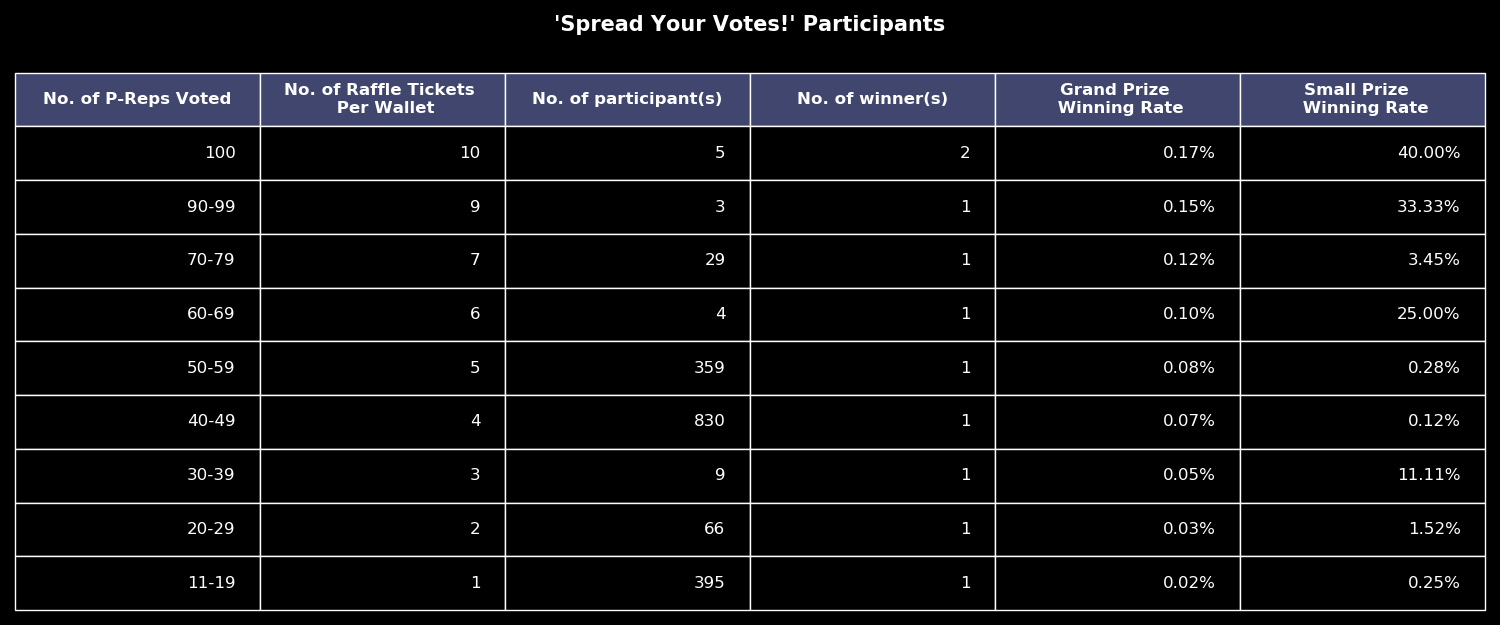 'Spread Your Votes!' Participants
No. of P-Reps Voted No. of Raffle Tickets Per Wallet No. of participant(s) No. of winner(s) Grand Prize Winning Rate Small Prize Winning Rate
100 10 5 2 0.17% 40.00%
90-99 9 3 1 0.15% 33.33%
70-79 7 29 1 0.12% 3.45%
60-69 6 4 1 0.10% 25.00%
50-59 5 359 1 0.08% 0.28%
40-49 4 830 1 0.07% 0.12%
30-39 3 9 1 0.05% 11.11%
20-29 2 66 1 0.03% 1.52%
11-19 1 395 1 0.02% 0.25%